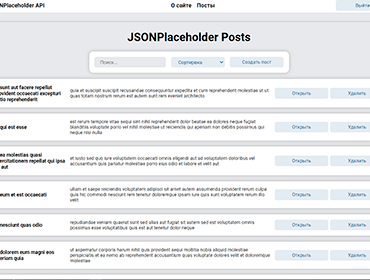 NPlaceholder API
О сайте Посты
Выйти
JSONPlaceholder Posts
Поиск...
Сортировка
Создать пост
sunt aut facere repellat
ovident occaecati excepturi
tio reprehenderit
quia et suscipit suscipit recusandae consequuntur expedita et cum reprehenderit molestiae ut ut
quas totam nostrum rerum est autem sunt rem eveniet architecto
Открыть
Удалить
qui est esse
est rerum tempore vitae sequi sint nihil reprehenderit dolor beatae ea dolores neque fugiat
blanditiis voluptate porro vel nihil molestiae ut reiciendis qui aperiam non debitis possimus qui
neque nisi nulla
Открыть
Удалить
ea molestias quasi
ercitationem repellat qui ipsa
aut
et iusto sed quo iure voluptatem occaecati omnis eligendi aut ad voluptatem doloribus vel
accusantium quis pariatur molestiae porro eius odio et labore et velit aut
Открыть
Удалить
eum et est occaecati
ullam et saepe reiciendis voluptatem adipisci sit amet autem assumenda provident rerum culpa
quis hic commodi nesciunt rem tenetur doloremque ipsam iure quis sunt voluptatem rerum illo
velit
Открыть
Удалить
nesciunt quas odio
repudiandae veniam quaerat sunt sed alias aut fugiat sit autem sed est voluptatem omnis
possimus esse voluptatibus quis est aut tenetur dolor neque
Открыть
Удалить
dolorem eum magni eos
eriam quia
ut aspernatur corporis harum nihil quis provident sequi mollitia nobis aliquid molestiae
perspiciatis et ea nemo ab reprehenderit accusantium quas voluptate dolores velit et doloremque
molestiae
Открыть
Удалить